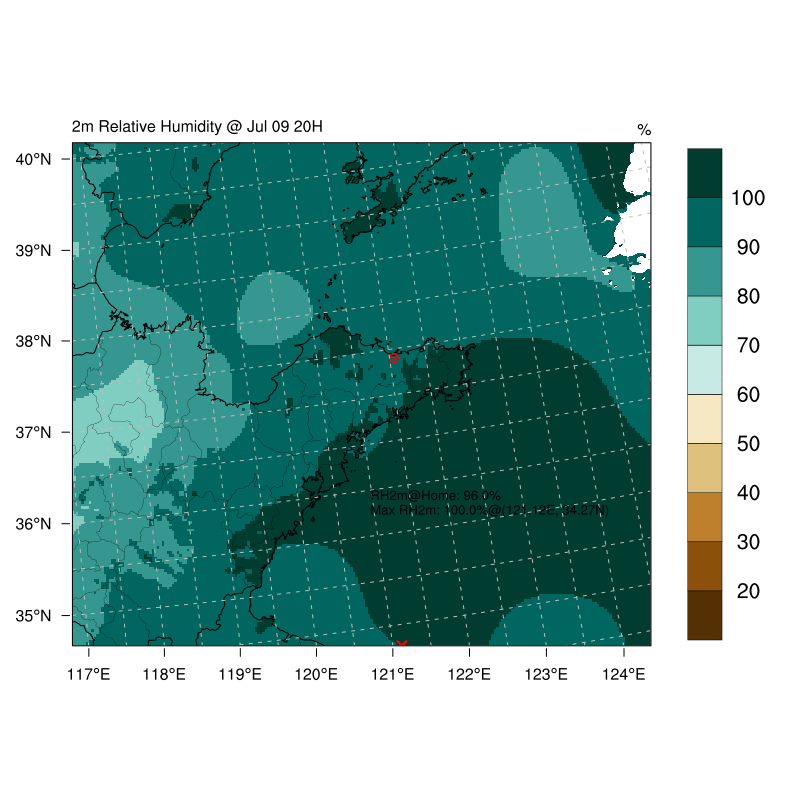 2m Relative Humidity @ Jul 09 20H
%
40°N
39°N
38°N
37°N
36°N
35°N
117°E
118°E
119°E
120°E
121°E
122°E
123°E
124°E
100
90
80
70
60
50
40
30
20
RH2m@Home: 96.0%
Max RH2m: 100.0%@(121.12E, 34.27N)